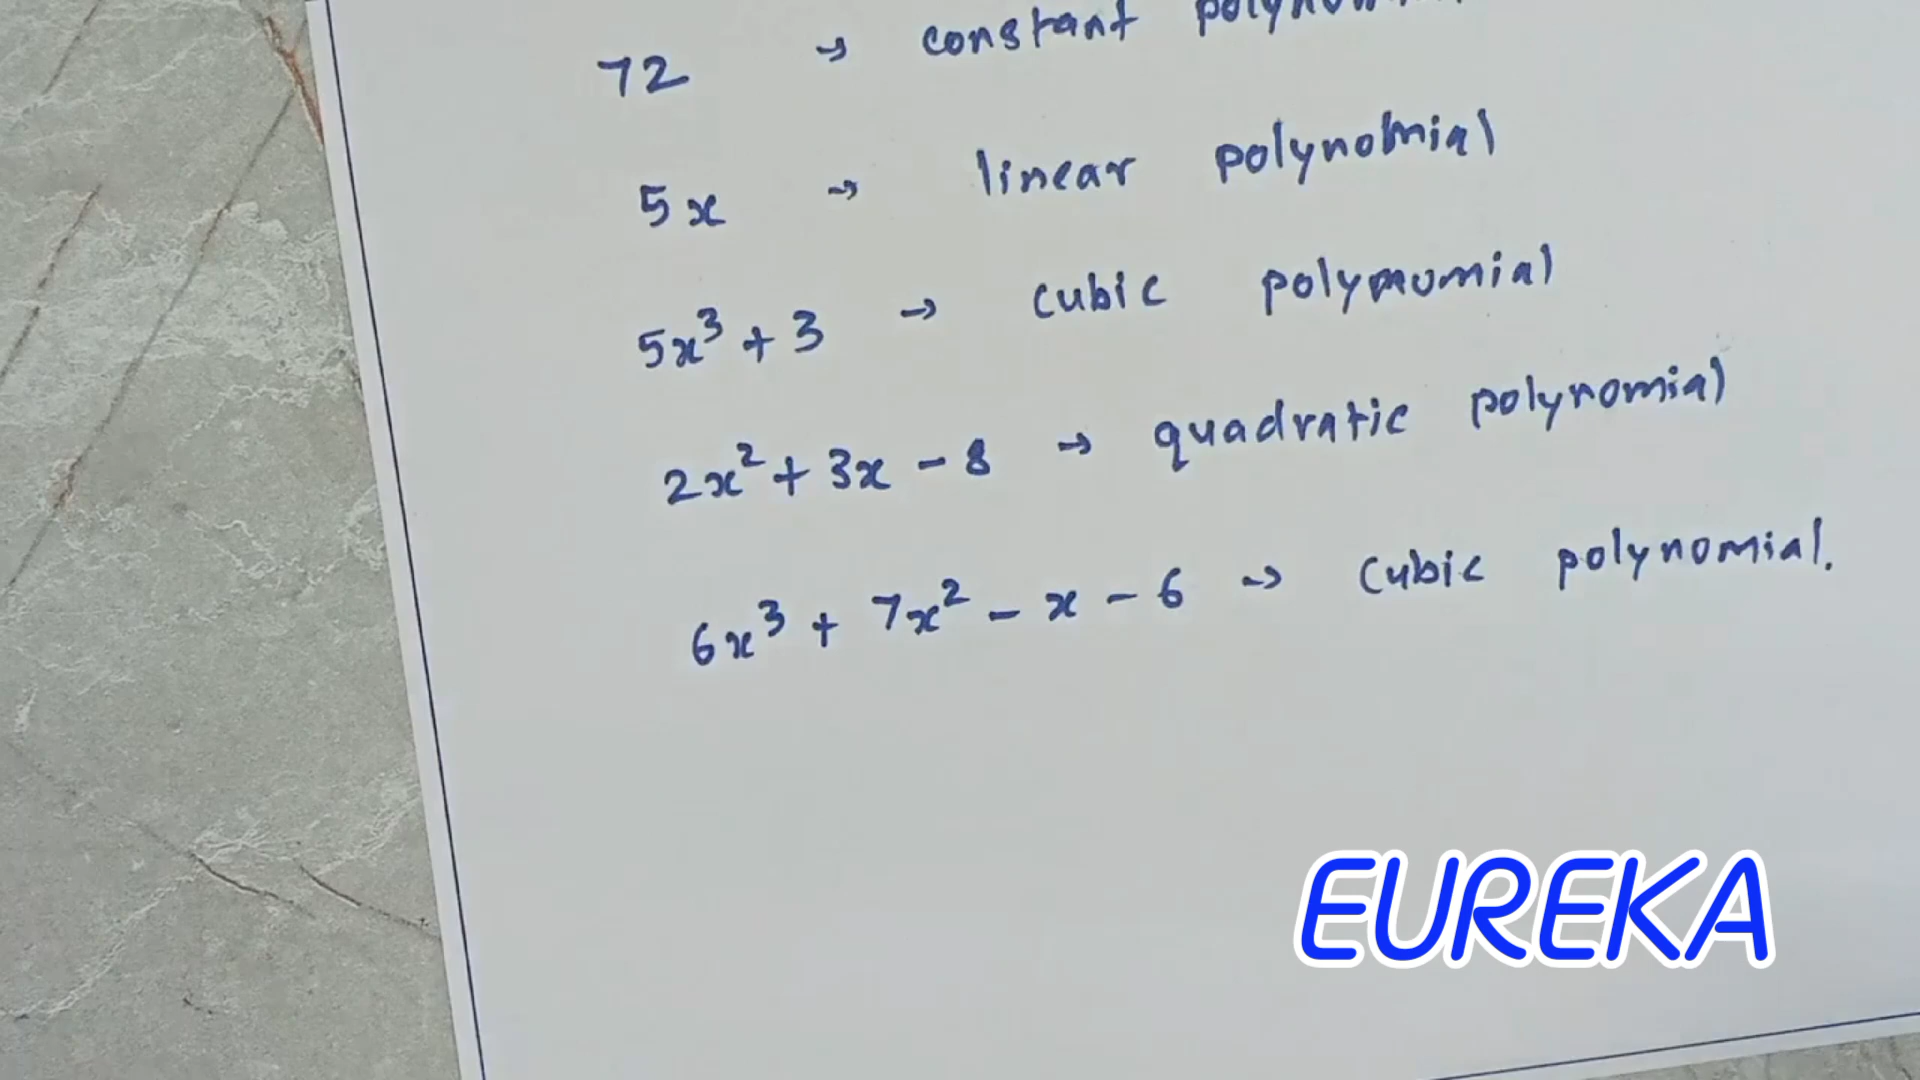 72 → constant polynomial
5x → linear polynomial
5x³ + 3 → cubic polynomial
2x² + 3x - 8 → quadratic polynomial
6x³ + 7x² - x - 6 → cubic polynomial.
EUREKA